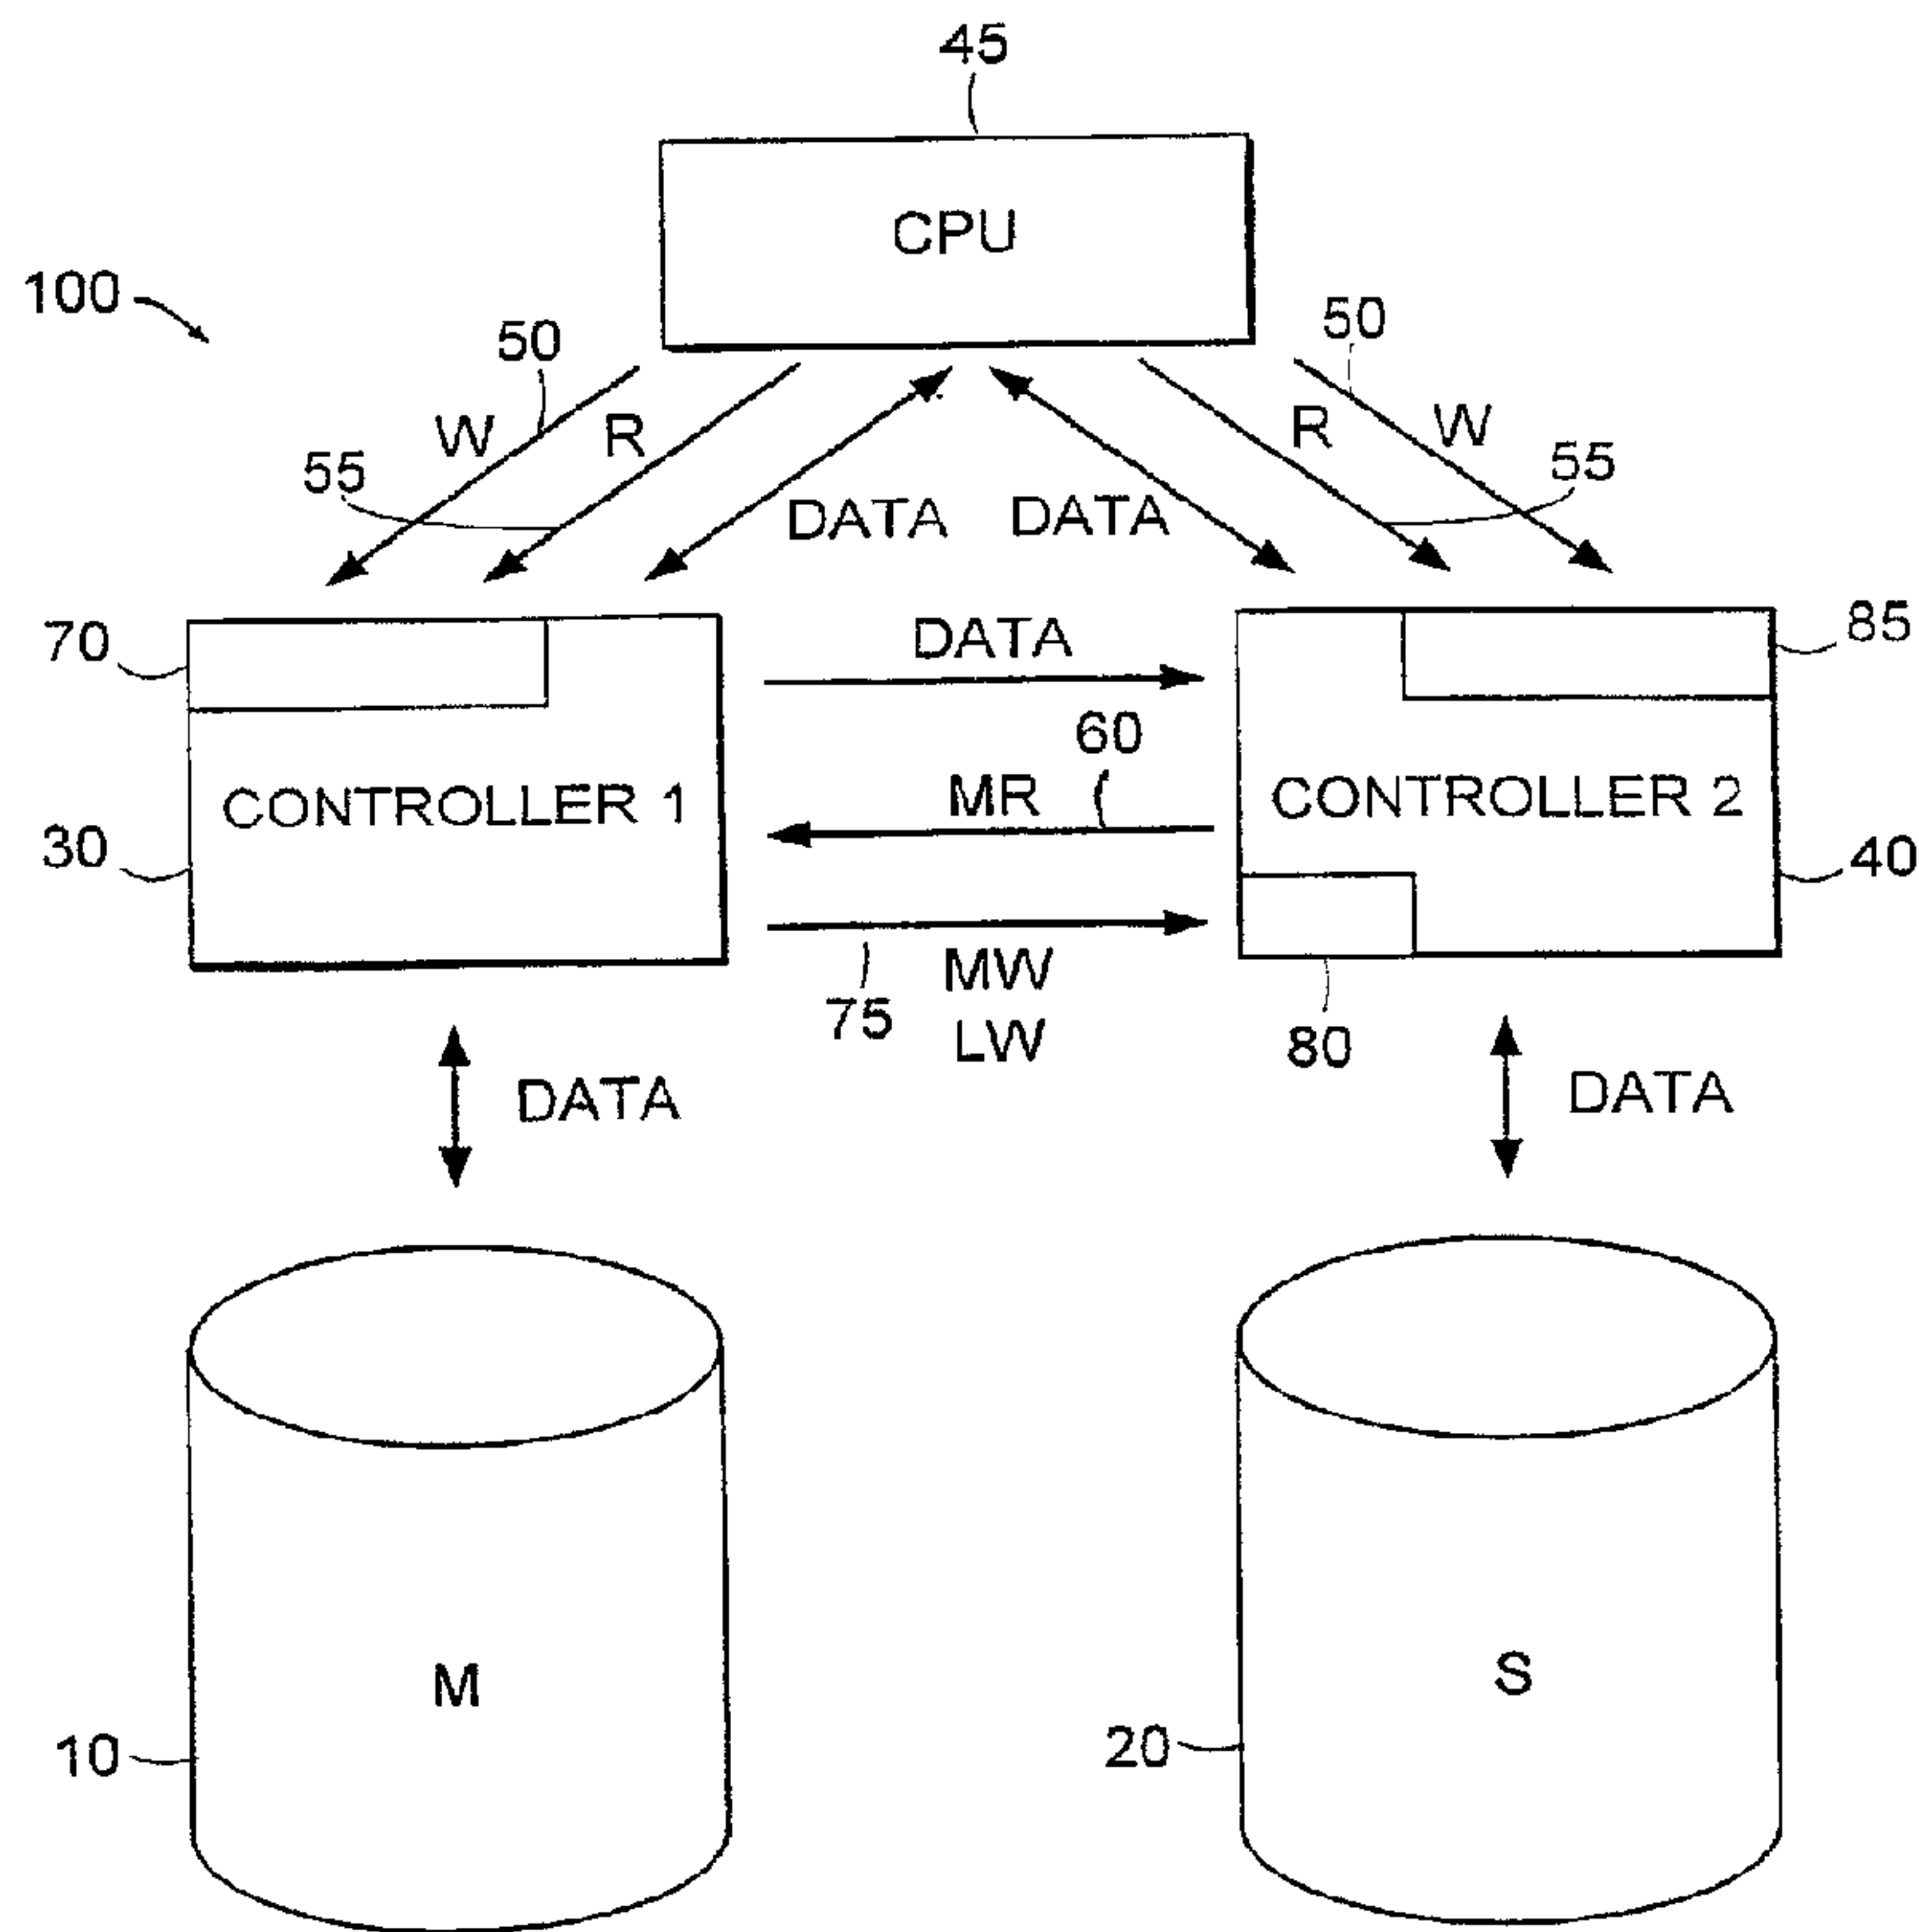 45
CPU
100
50
50
W
R
R
W
55
55
DATA
DATA
70
85
DATA
60
MR
CONTROLLER 1
CONTROLLER 2
30
40
75
MW
LW
80
DATA
DATA
M
S
10
20